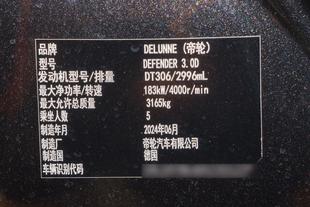 品牌 DELUNNE (帝轮)
型号 DEFENDER 3.0D
发动机型号/排量 DT306/2996mL
最大净功率/转速 183kW/4000r/min
最大允许总质量 3165kg
乘坐人数 5
制造年月 2024年06月
制造厂 帝轮汽车有限公司
制造国 德国
车辆识别代码